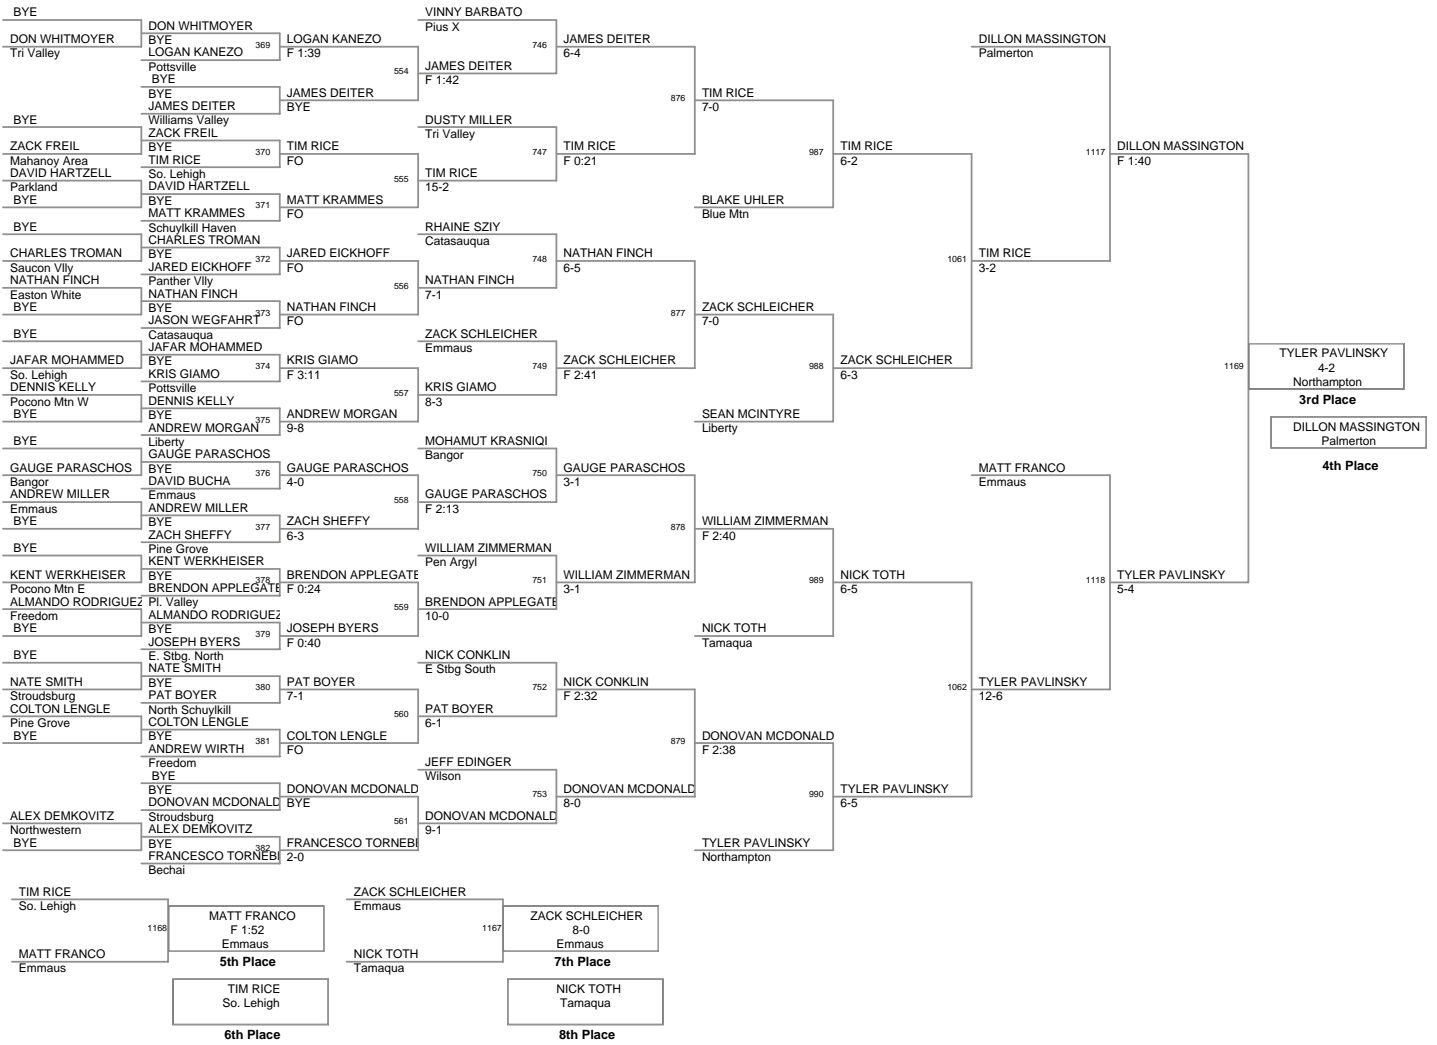 BYE
DON WHITMOYER
Tri Valley
BYE
ZACK FREIL
Mahanoy Area
DAVID HARTZELL
Parkland
BYE
BYE
CHARLES TROMAN
Saucon Vlly
NATHAN FINCH
Easton White
BYE
BYE
JAFAR MOHAMMED
So. Lehigh
DENNIS KELLY
Pocono Mtn W
BYE
BYE
GAUGE PARASCHOS
Bangor
ANDREW MILLER
Emmaus
BYE
BYE
KENT WERKHEISER
Pocono Mtn E
ALMANDO RODRIGUEZ
Freedom
BYE
BYE
NATE SMITH
Stroudsburg
COLTON LENGLE
Pine Grove
BYE
ALEX DEMKOVITZ
Northwestern
BYE
DON WHITMOYER
BYE
369
LOGAN KANEZO
Pottsville
BYE
BYE
JAMES DEITER
Williams Valley
ZACK FREIL
BYE
370
TIM RICE
So. Lehigh
DAVID HARTZELL
BYE
371
MATT KRAMMES
Schuylkill Haven
CHARLES TROMAN
BYE
372
JARED EICKHOFF
Panther Vlly
NATHAN FINCH
BYE
373
JASON WEGFAHRT
Catasauqua
JAFAR MOHAMMED
BYE
374
KRIS GIAMO
Pottsville
DENNIS KELLY
BYE
375
ANDREW MORGAN
Liberty
GAUGE PARASCHOS
BYE
376
DAVID BUCHA
Emmaus
ANDREW MILLER
BYE
377
ZACH SHEFFY
Pine Grove
KENT WERKHEISER
BYE
378
BRENDON APPLEGATE
Pl. Valley
ALMANDO RODRIGUEZ
BYE
379
JOSEPH BYERS
E. Stbg. North
NATE SMITH
BYE
380
PAT BOYER
North Schuylkill
COLTON LENGLE
BYE
381
ANDREW WIRTH
Freedom
BYE
BYE
DONOVAN MCDONALD
Stroudsburg
ALEX DEMKOVITZ
BYE
382
FRANCESCO TORNEBI
Bechai
LOGAN KANEZO
F 1:39
554
JAMES DEITER
BYE
TIM RICE
FO
555
MATT KRAMMES
FO
JARED EICKHOFF
FO
556
NATHAN FINCH
FO
KRIS GIAMO
F 3:11
557
ANDREW MORGAN
9-8
GAUGE PARASCHOS
4-0
558
ZACH SHEFFY
6-3
BRENDON APPLEGATE
F 0:24
559
JOSEPH BYERS
F 0:40
PAT BOYER
7-1
560
COLTON LENGLE
FO
DONOVAN MCDONALD
BYE
561
FRANCESCO TORNEBI
2-0
VINNY BARBATO
Pius X
746
JAMES DEITER
F 1:42
DUSTY MILLER
Tri Valley
747
TIM RICE
15-2
RHAINE SZIY
Catasauqua
748
NATHAN FINCH
7-1
ZACK SCHLEICHER
Emmaus
749
KRIS GIAMO
8-3
MOHAMUT KRASNIQI
Bangor
750
GAUGE PARASCHOS
F 2:13
WILLIAM ZIMMERMAN
Pen Argyl
751
BRENDON APPLEGATE
10-0
NICK CONKLIN
E Stbg South
752
PAT BOYER
6-1
JEFF EDINGER
Wilson
753
DONOVAN MCDONALD
9-1
JAMES DEITER
6-4
876
TIM RICE
F 0:21
NATHAN FINCH
6-5
877
ZACK SCHLEICHER
F 2:41
GAUGE PARASCHOS
3-1
878
WILLIAM ZIMMERMAN
3-1
NICK CONKLIN
F 2:32
879
DONOVAN MCDONALD
8-0
TIM RICE
7-0
987
BLAKE UHLER
Blue Mtn
ZACK SCHLEICHER
7-0
988
SEAN MCINTYRE
Liberty
WILLIAM ZIMMERMAN
F 2:40
989
NICK TOTH
Tamaqua
DONOVAN MCDONALD
F 2:38
990
TYLER PAVLINSKY
Northampton
TIM RICE
6-2
1061
ZACK SCHLEICHER
6-3
NICK TOTH
6-5
1062
TYLER PAVLINSKY
6-5
DILLON MASSINGTON
Palmerton
1117
TIM RICE
3-2
MATT FRANCO
Emmaus
1118
TYLER PAVLINSKY
12-6
DILLON MASSINGTON
F 1:40
1169
TYLER PAVLINSKY
5-4
TYLER PAVLINSKY
4-2
Northampton
3rd Place
DILLON MASSINGTON
Palmerton
4th Place
TIM RICE
So. Lehigh
1168
MATT FRANCO
Emmaus
MATT FRANCO
F 1:52
Emmaus
5th Place
TIM RICE
So. Lehigh
6th Place
ZACK SCHLEICHER
Emmaus
1167
NICK TOTH
Tamaqua
ZACK SCHLEICHER
8-0
Emmaus
7th Place
NICK TOTH
Tamaqua
8th Place